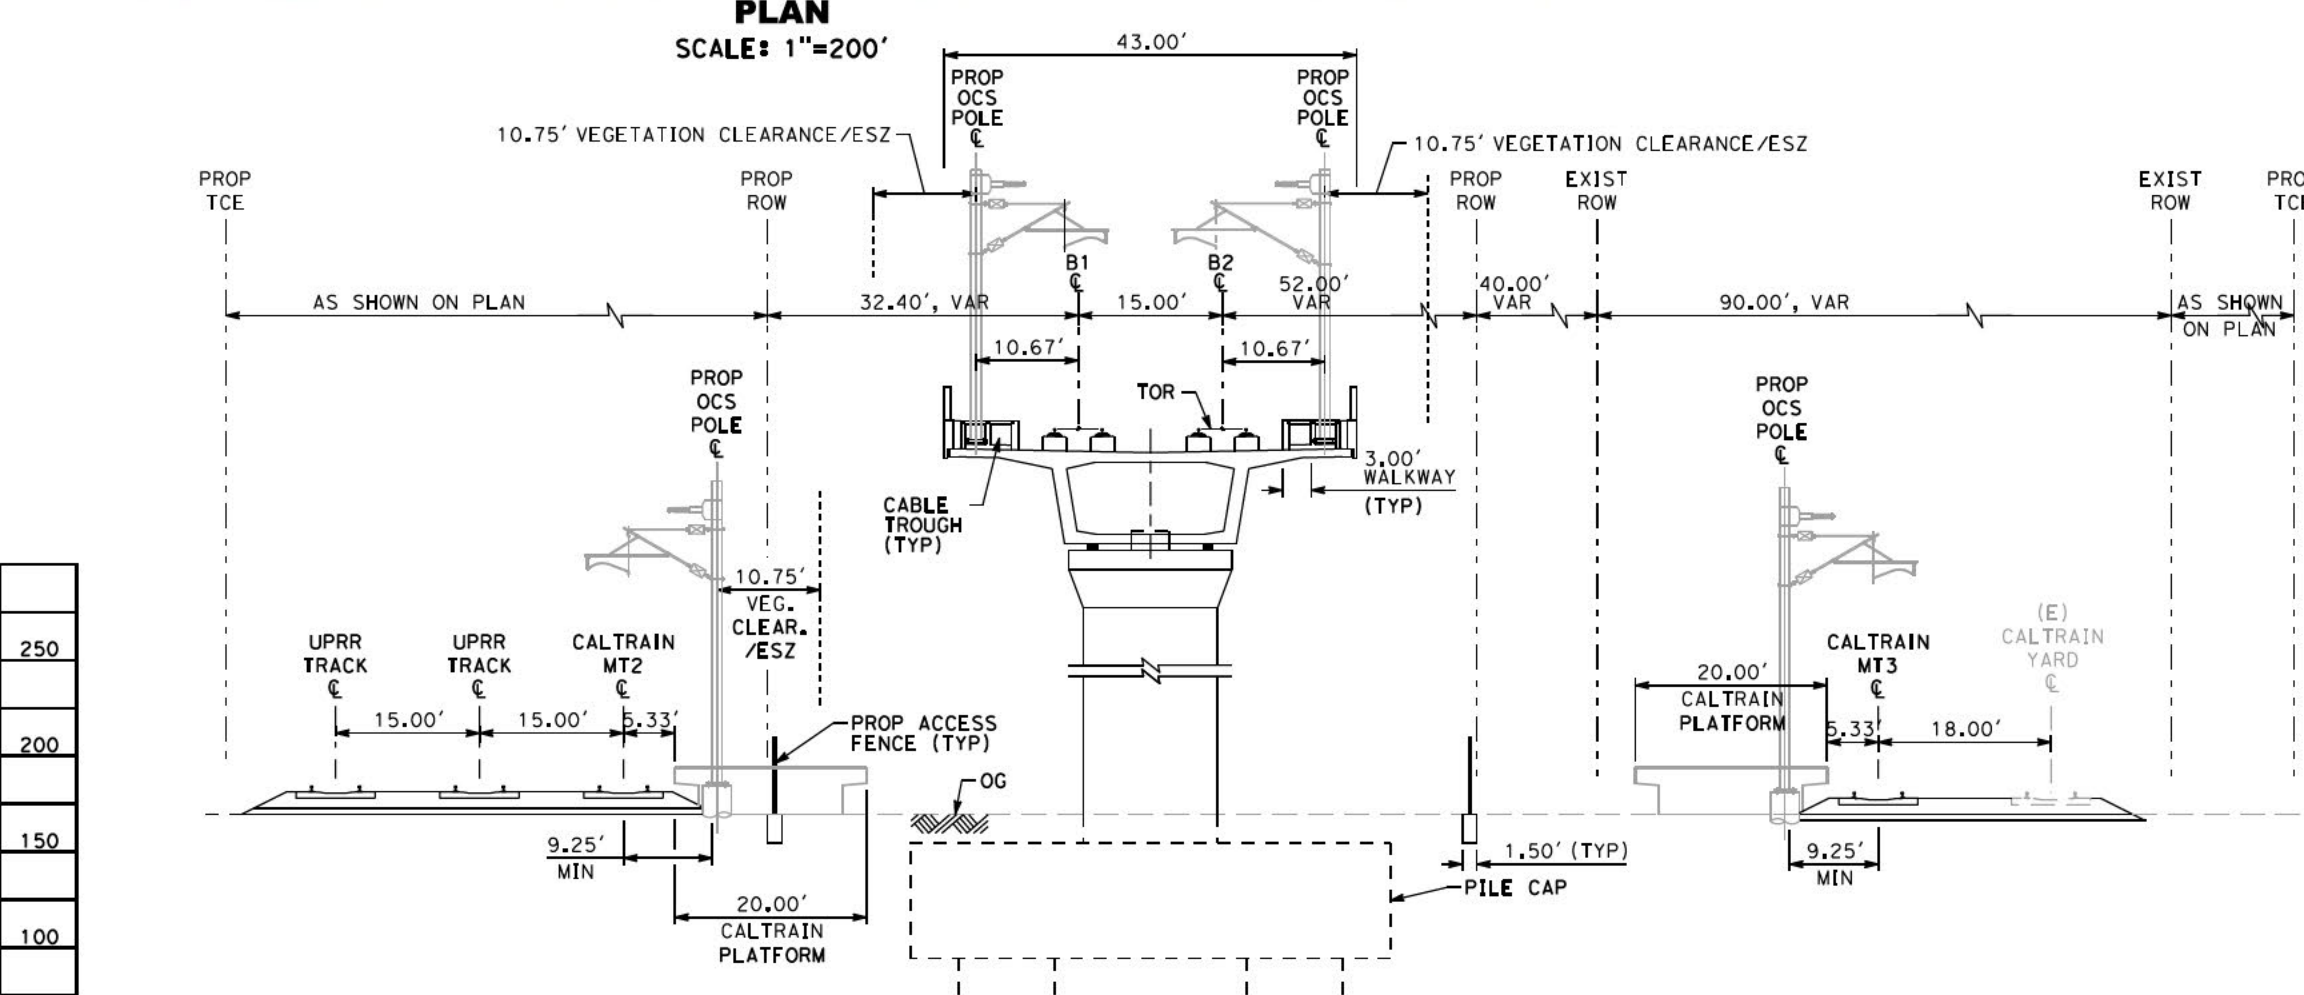 PLAN
SCALE: 1"=200'
43.00'
PROP
OCS
POLE
℄
PROP
OCS
POLE
℄
10.75' VEGETATION CLEARANCE/ESZ
10.75' VEGETATION CLEARANCE/ESZ
PROP
TCE
PROP
ROW
PROP
ROW
EXIST
ROW
EXIST
ROW
PRO
TCE
B1
℄
B2
℄
AS SHOWN ON PLAN
32.40', VAR
15.00'
52.00'
VAR
40.00'
VAR
90.00', VAR
AS SHOWN
ON PLAN
10.67'
10.67'
TOR
PROP
OCS
POLE
℄
PROP
OCS
POLE
℄
3.00'
WALKWAY
(TYP)
CABLE
TROUGH
(TYP)
10.75'
VEG.
CLEAR.
/ESZ
UPRR
TRACK
℄
UPRR
TRACK
℄
CALTRAIN
MT2
℄
CALTRAIN
MT3
℄
(E)
CALTRAIN
YARD
℄
15.00'
15.00'
5.33'
20.00'
CALTRAIN
PLATFORM
5.33'
18.00'
PROP ACCESS
FENCE (TYP)
OG
9.25'
MIN
20.00'
CALTRAIN
PLATFORM
1.50' (TYP)
PILE CAP
9.25'
MIN
250
200
150
100